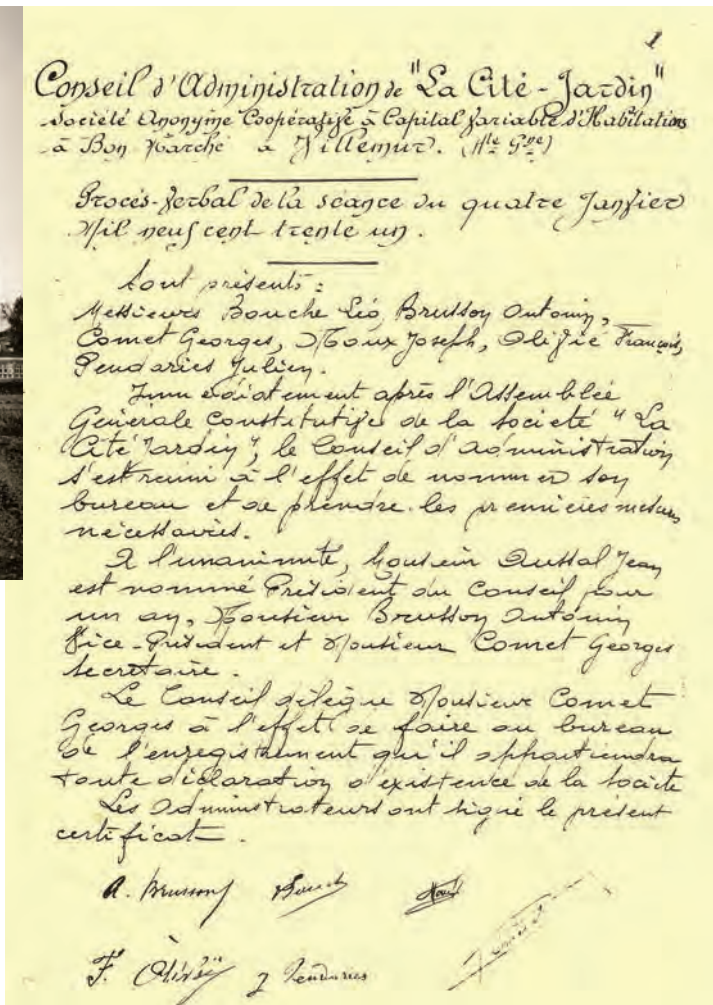 1
Conseil d'Administration de "La Cité-Jardin"
Société Anonyme Coopérative à Capital Variable d'Habitations
à Bon Marché à Villemur. (Hte Gne)
Procès-Verbal de la séance du quatre Janvier
Mil neuf cent trente un.
Sont présents :
Messieurs Bouche Léo, Brusson Antonin,
Comet Georges, Moux Joseph, Olivié François,
Pendaries Julien.
Immédiatement après l'Assemblée
Générale Constitutive de la Société "La
Cité Jardin", le Conseil d'administration
s'est réuni à l'effet de nommer son
bureau et de prendre les premières mesures
nécessaires.
A l'unanimité, Monsieur Aussal Jean
est nommé Président du Conseil pour
un an, Monsieur Brusson Antonin
Vice-Président et Monsieur Comet Georges
Secrétaire.
Le Conseil délègue Monsieur Comet
Georges à l'effet de faire au bureau
de l'enregistrement qu'il appartiendra
toute déclaration d'existence de la Société
Les Administrateurs ont signé le présent
certificat.
A. Brusson Bouche Moux
F. Olivié J Pendaries